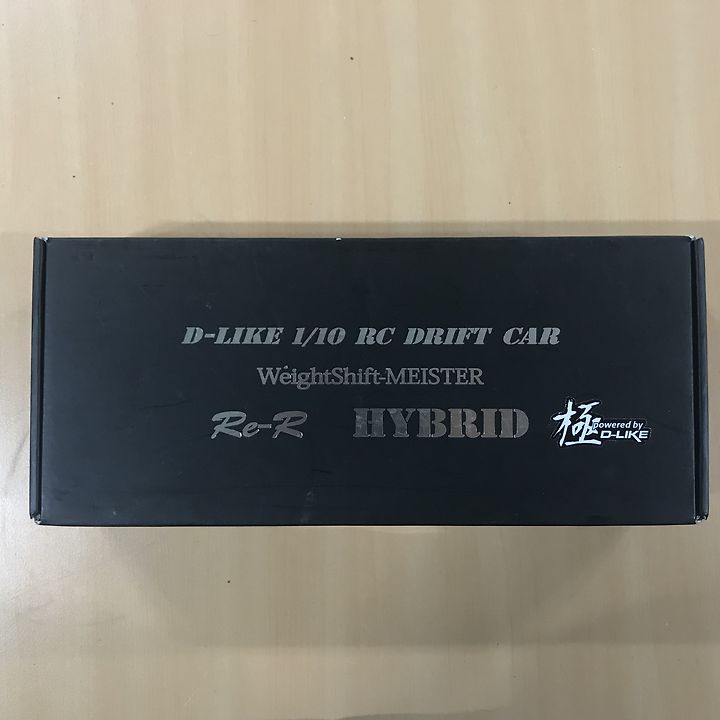 D-LIKE 1/10 RC DRIFT CAR
WeightShift-MEISTER
Re-R HYBRID
極 powered by
D-LIKE